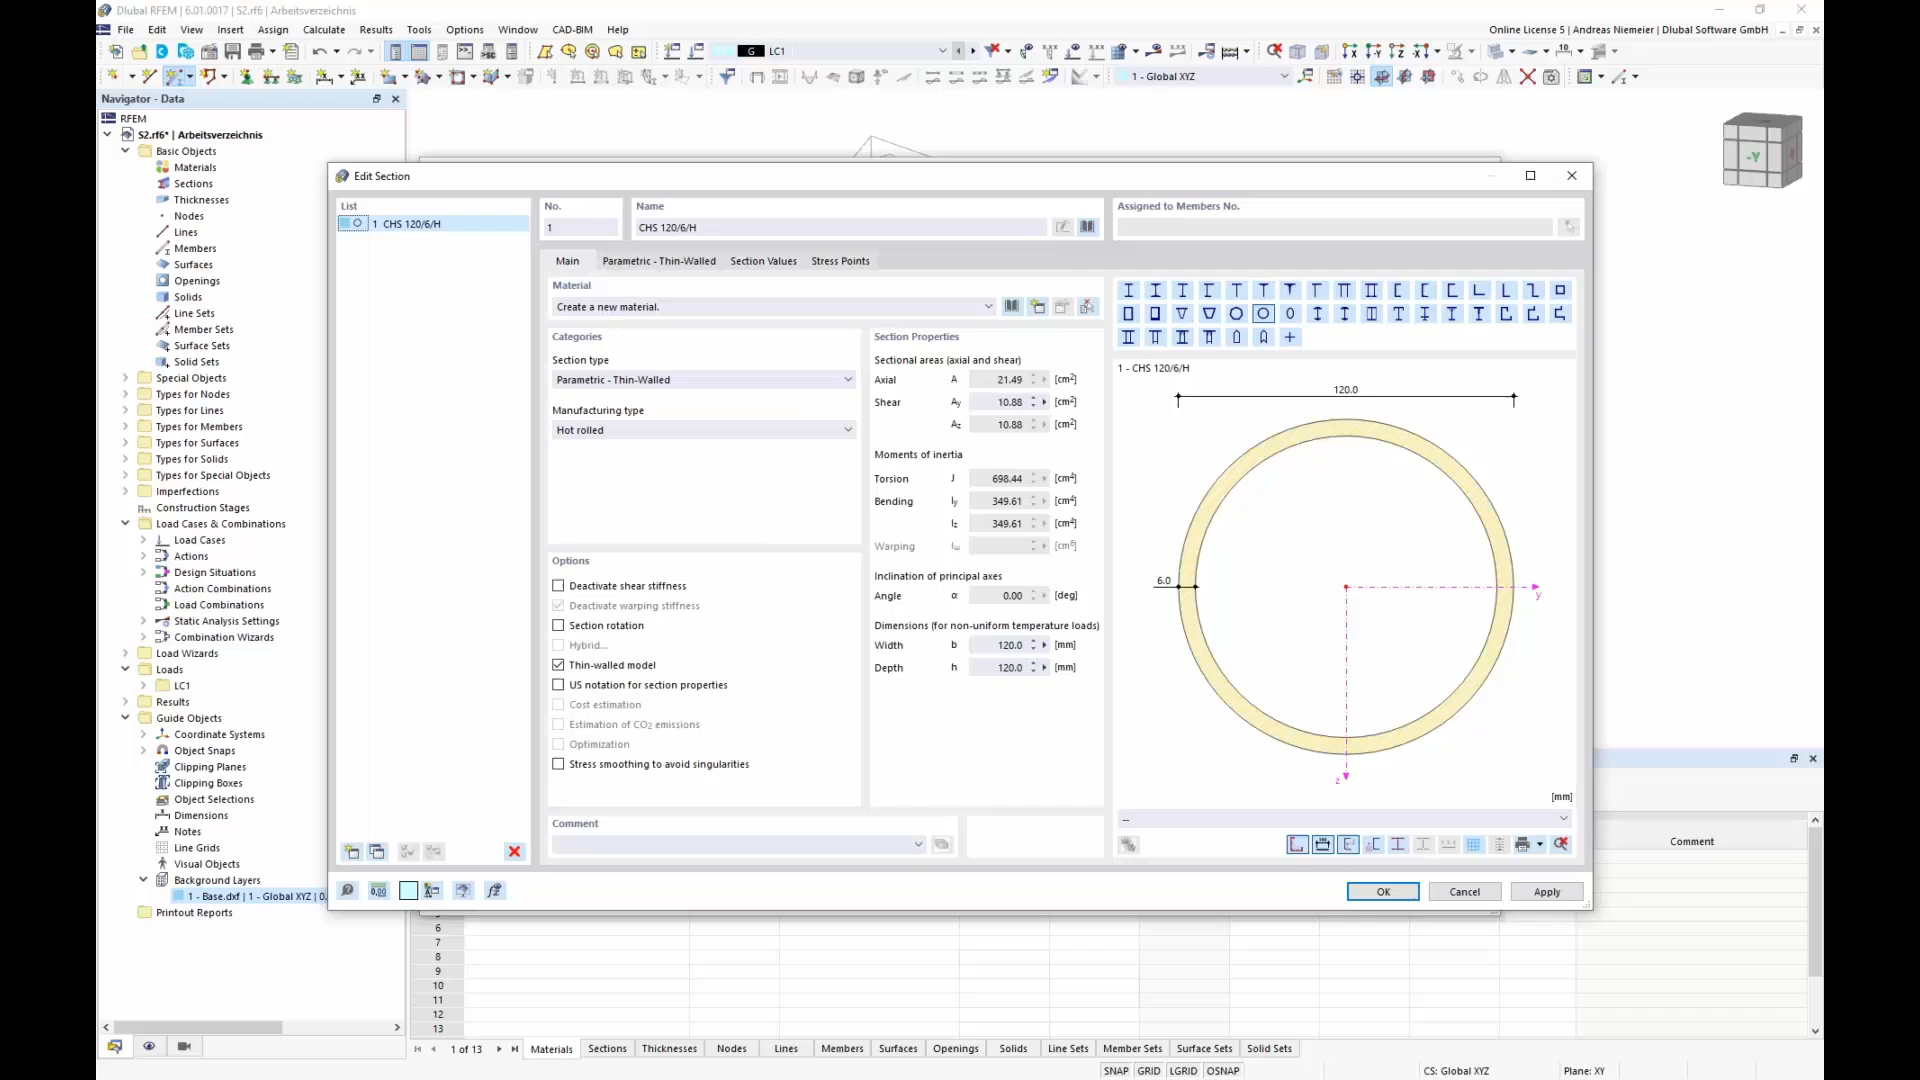 Dlubal RFEM | 6.01.0017 | S2.rf6 | Arbeitsverzeichnis
File Edit View Insert Assign Calculate Results Tools Options Window CAD-BIM Help
Online License 5 | Andreas Niemeier | Dlubal Software GmbH
G LC1
1 - Global XYZ
Navigator - Data
RFEM
S2.rf6* | Arbeitsverzeichnis
Basic Objects
Materials
Sections
Thicknesses
Nodes
Lines
Members
Surfaces
Openings
Solids
Line Sets
Member Sets
Surface Sets
Solid Sets
Special Objects
Types for Nodes
Types for Lines
Types for Members
Types for Surfaces
Types for Solids
Types for Special Objects
Imperfections
Construction Stages
Load Cases & Combinations
Load Cases
Actions
Design Situations
Action Combinations
Load Combinations
Static Analysis Settings
Combination Wizards
Load Wizards
Loads
LC1
Results
Guide Objects
Coordinate Systems
Object Snaps
Clipping Planes
Clipping Boxes
Object Selections
Dimensions
Notes
Line Grids
Visual Objects
Background Layers
1 - Base.dxf | 1 - Global XYZ | 0,
Printout Reports
-Y
Edit Section
List
1 CHS 120/6/H
No.
1
Name
CHS 120/6/H
Assigned to Members No.
Main
Parametric - Thin-Walled
Section Values
Stress Points
Material
Create a new material.
Categories
Section type
Parametric - Thin-Walled
Manufacturing type
Hot rolled
Options
Deactivate shear stiffness
Deactivate warping stiffness
Section rotation
Hybrid...
Thin-walled model
US notation for section properties
Cost estimation
Estimation of CO2 emissions
Optimization
Stress smoothing to avoid singularities
Section Properties
Sectional areas (axial and shear)
Axial A 21.49 [cm2]
Shear Ay 10.88 [cm2]
Az 10.88 [cm2]
Moments of inertia
Torsion J 698.44 [cm4]
Bending Iy 349.61 [cm4]
Iz 349.61 [cm4]
Warping Iω [cm6]
Inclination of principal axes
Angle α 0.00 [deg]
Dimensions (for non-uniform temperature loads)
Width b 120.0 [mm]
Depth h 120.0 [mm]
Comment
1 - CHS 120/6/H
120.0
6.0
y
z
[mm]
--
OK
Cancel
Apply
Comment
6
7
8
9
10
11
12
13
1 of 13
Materials Sections Thicknesses Nodes Lines Members Surfaces Openings Solids Line Sets Member Sets Surface Sets Solid Sets
SNAP GRID LGRID OSNAP
CS: Global XYZ
Plane: XY